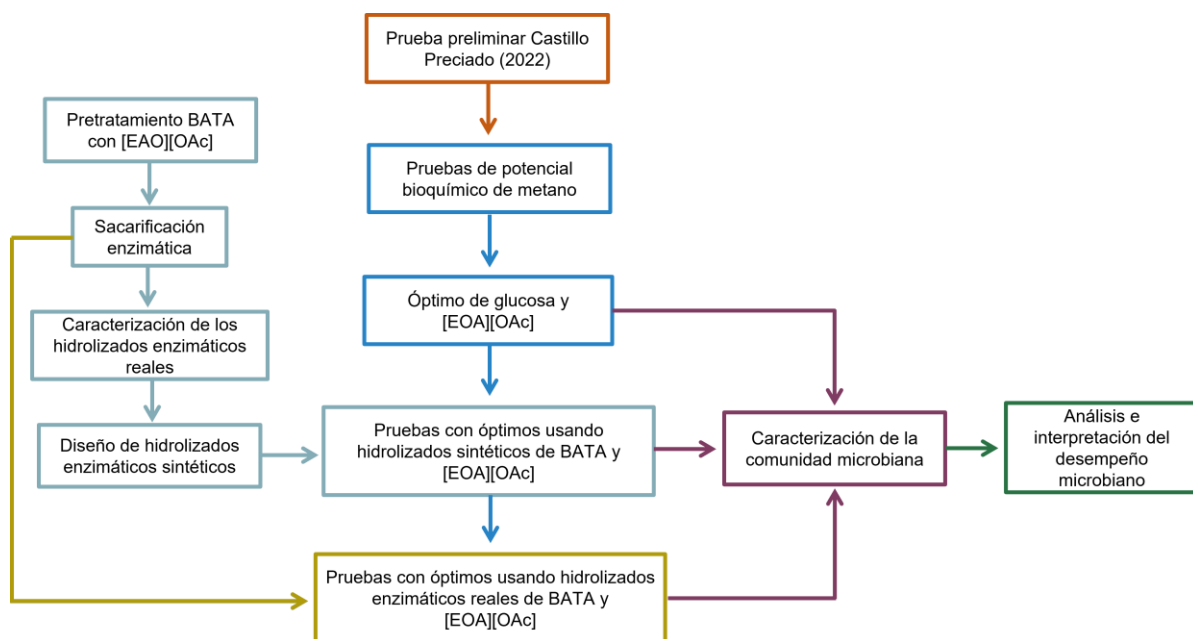 Prueba preliminar Castillo
Preciado (2022)
Pretratamiento BATA
con [EAO][OAc]
Pruebas de potencial
bioquímico de metano
Sacarificación
enzimática
Óptimo de glucosa y
[EOA][OAc]
Caracterización de los
hidrolizados enzimáticos
reales
Diseño de hidrolizados
enzimáticos sintéticos
Pruebas con óptimos usando
hidrolizados sintéticos de BATA y
[EOA][OAc]
Caracterización de la
comunidad microbiana
Análisis e
interpretación del
desempeño
microbiano
Pruebas con óptimos usando hidrolizados
enzimáticos reales de BATA y
[EOA][OAc]